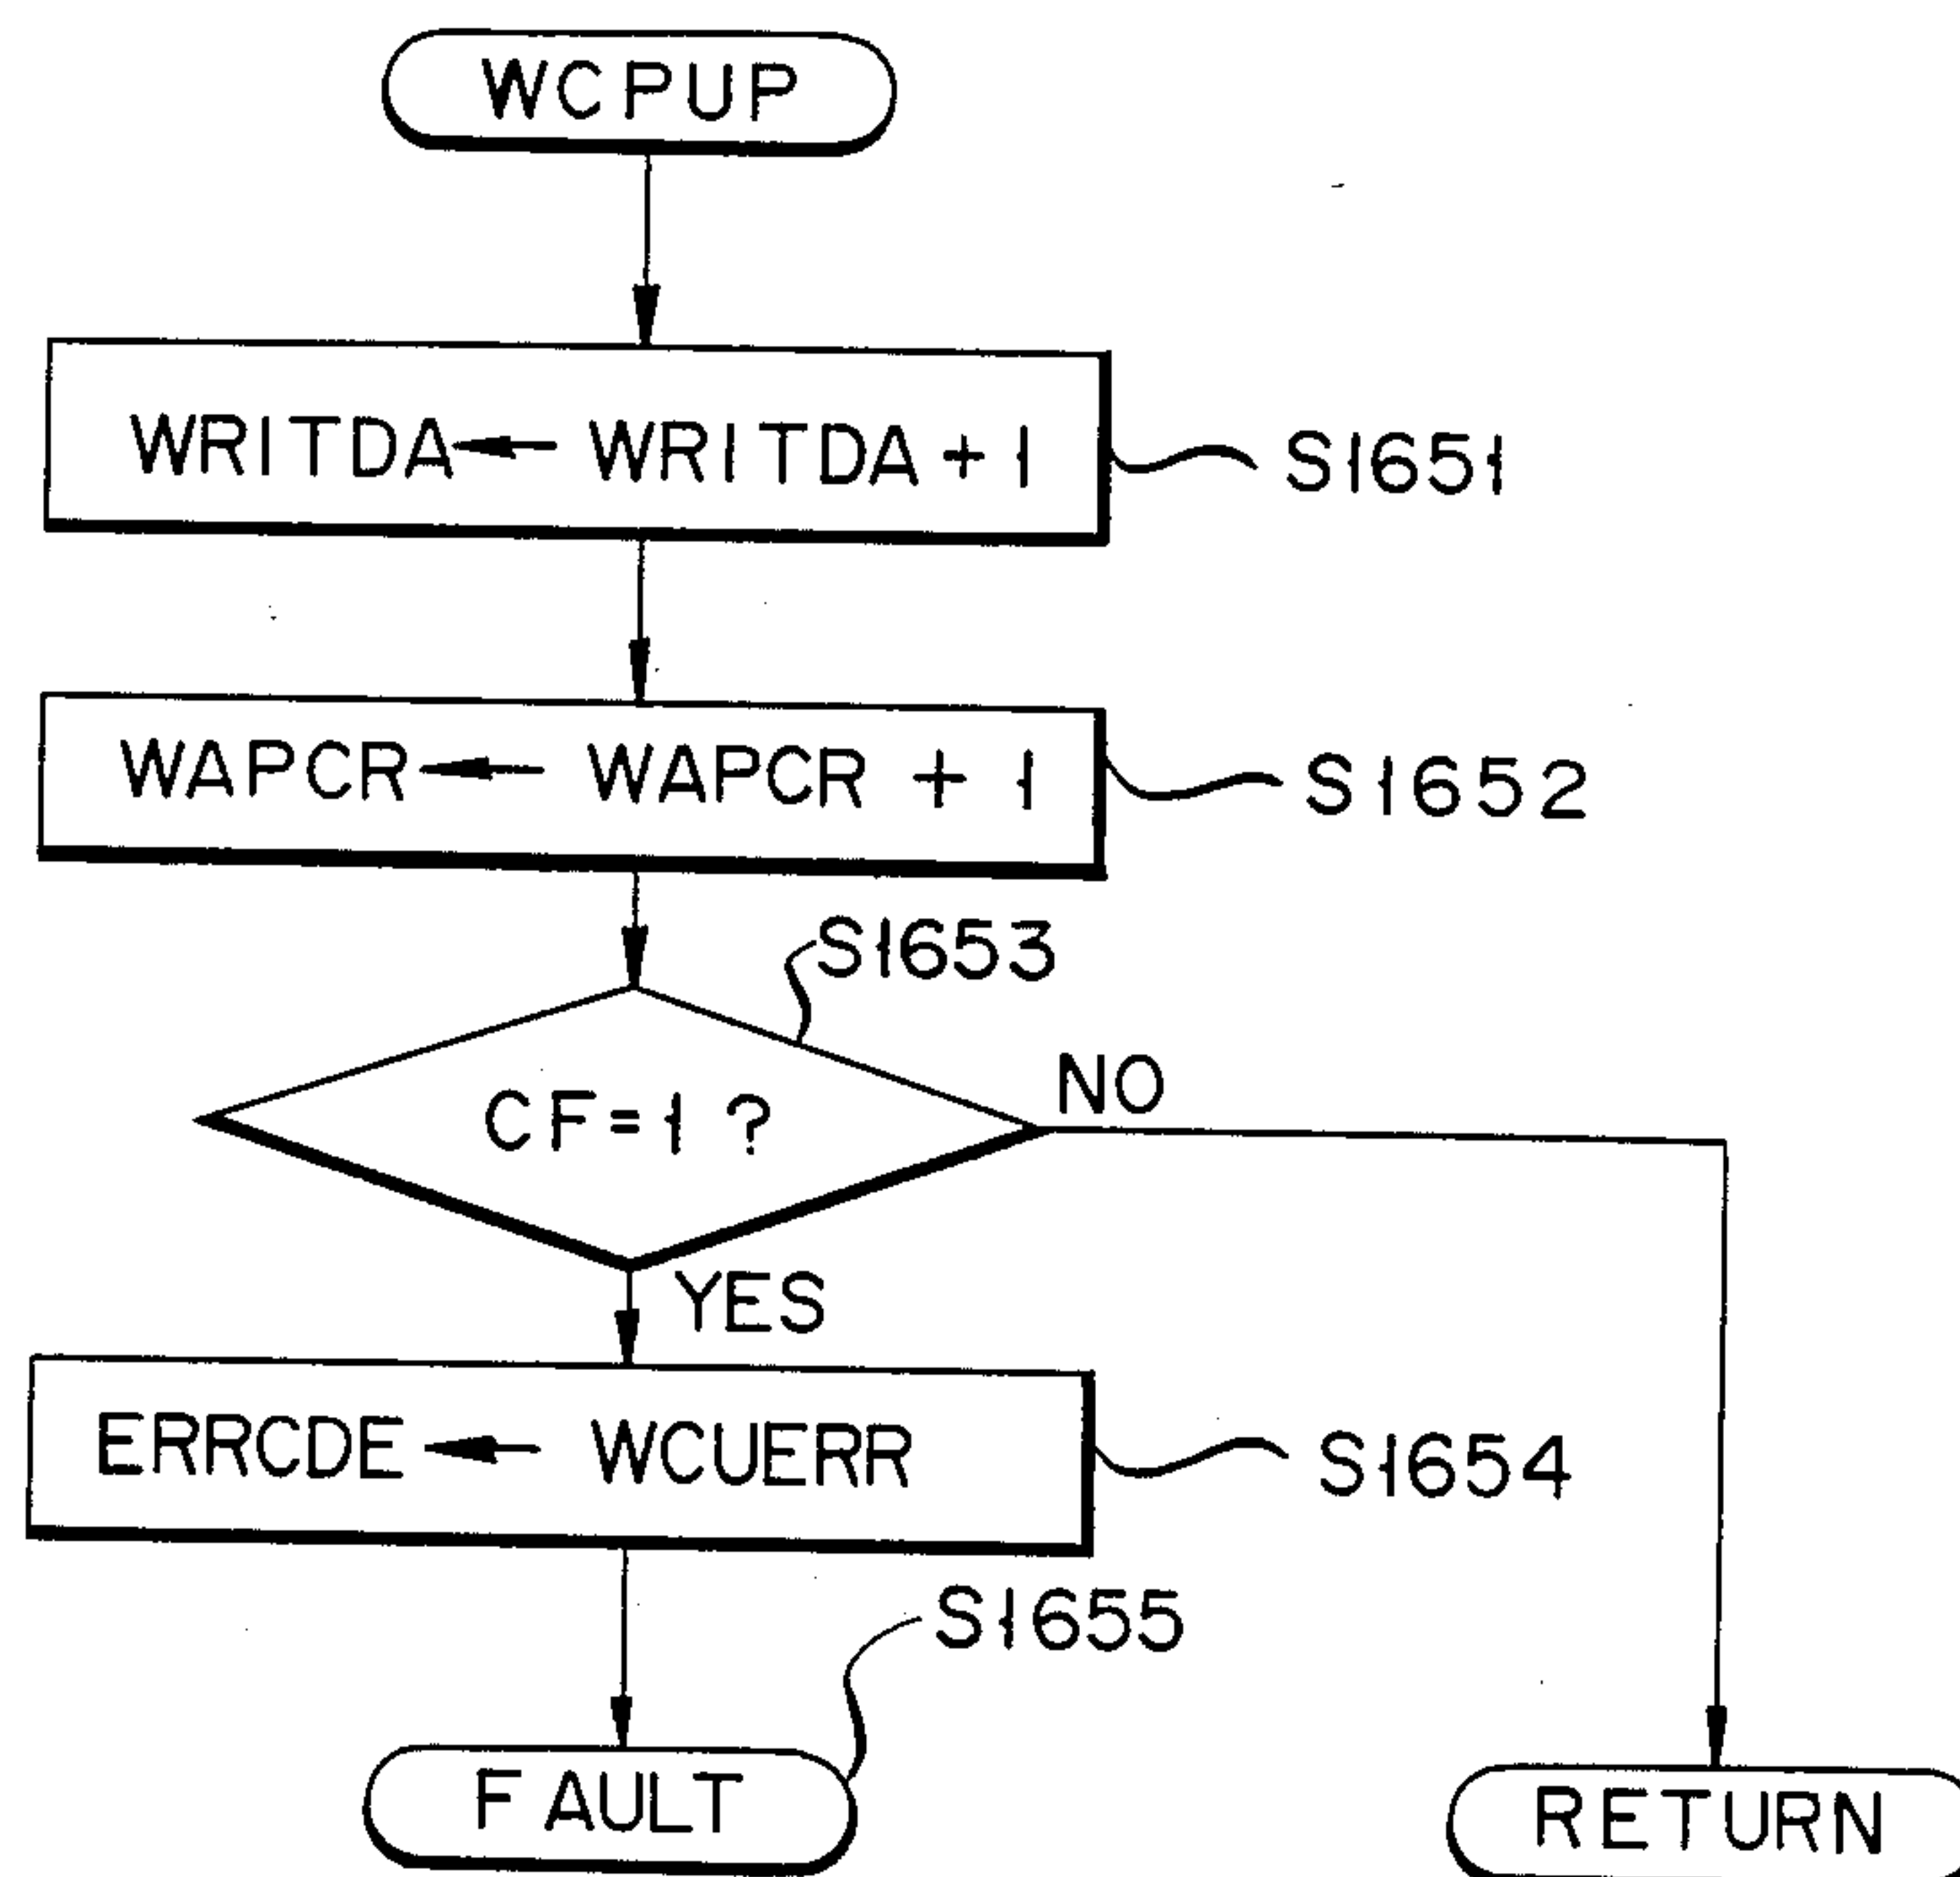 WCPUP
WRITDA ← WRITDA + 1
S1651
WAPCR ← WAPCR + 1
S1652
S1653
CF=1 ?
NO
YES
ERRCDE ← WCUERR
S1654
S1655
FAULT
RETURN